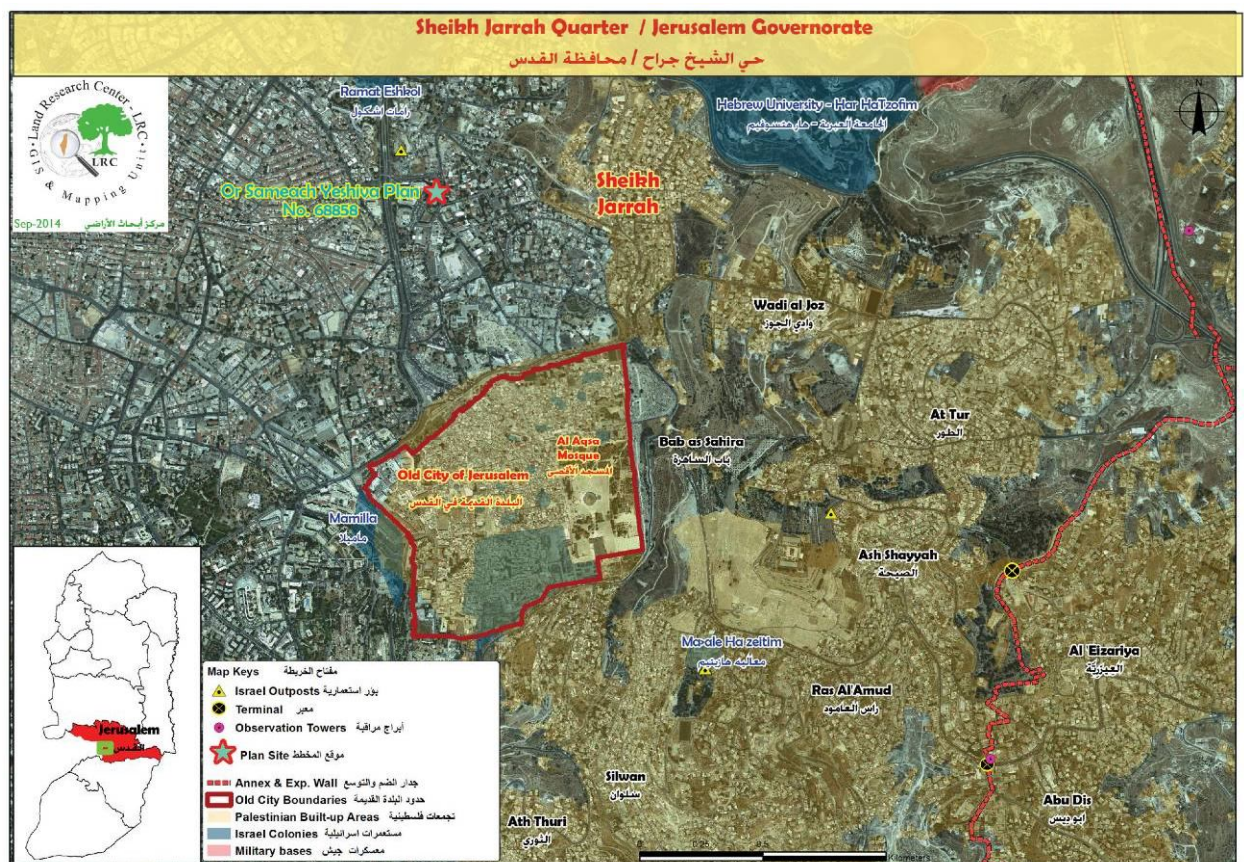 Sheikh Jarrah Quarter / Jerusalem Governorate
حي الشيخ جراح / محافظة القدس
Land Research Center - LRC
GIS & Mapping Unit
LRC
Sep-2014 مركز أبحاث الأراضي
Ramat Eshkol
رامات اشكول
Or Sameach Yeshiva Plan
No. 68858
Hebrew University - Har HaTzofim
الجامعة العبرية - هار هتسوفيم
N
Sheikh
Jarrah
Wadi al Joz
وادي الجوز
At Tur
الطور
Bab as Sahira
باب الساهرة
Al Aqsa
Mosque
المسجد الأقصى
Old City of Jerusalem
البلدة القديمة في القدس
Mamilla
ماميلا
Ash Shayyah
الصبحة
Ma>ale Ha zeitim
معاليه هازيتيم
Al 'Eizariya
العيزرية
Ras Al'Amud
راس العامود
Silwan
سلوان
Ath Thuri
الثوري
Abu Dis
ابو ديس
Jerusalem
القدس
Map Keys مفتاح الخريطة
Israel Outposts بؤر استعمارية
Terminal معبر
Observation Towers أبراج مراقبة
Plan Site موقع المخطط
Annex & Exp. Wall جدار الضم والتوسع
Old City Boundaries حدود البلدة القديمة
Palestinian Built-up Areas تجمعات فلسطينية
Israel Colonies مستعمرات اسرائيلية
Military bases معسكرات جيش
0 0.25 0.5
Kilometers